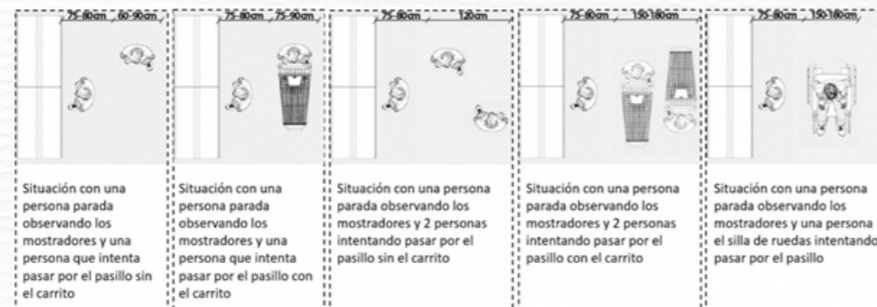 75-80cm 60-90cm
75-80cm 75-90cm
75-80cm 120cm
75-80cm 150-180cm
75-80cm 150-180cm
Situación con una
persona parada
observando los
mostradores y una
persona que intenta
pasar por el pasillo sin
el carrito
Situación con una
persona parada
observando los
mostradores y una
persona que intenta
pasar por el pasillo con
el carrito
Situación con una persona
parada observando los
mostradores y 2 personas
intentando pasar por el
pasillo sin el carrito
Situación con una persona
parada observando los
mostradores y 2 personas
intentando pasar por el
pasillo con el carrito
Situación con una persona
parada observando los
mostradores y una persona
el silla de ruedas intentando
pasar por el pasillo